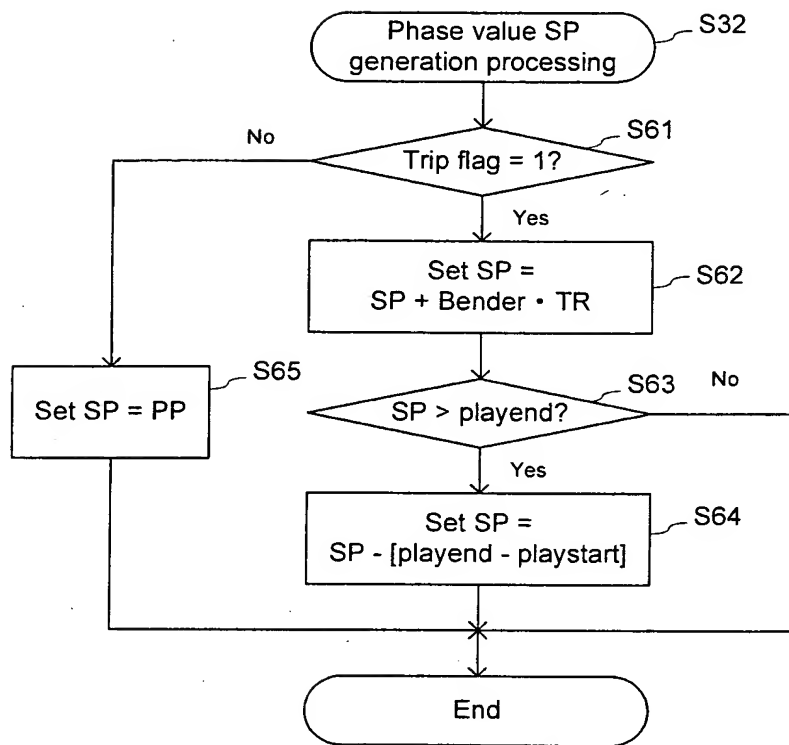 Phase value SP
generation processing
S32
S61
No
Trip flag = 1?
Yes
Set SP =
SP + Bender · TR
S62
S65
Set SP = PP
S63
No
SP > playend?
Yes
Set SP =
SP - [playend - playstart]
S64
End